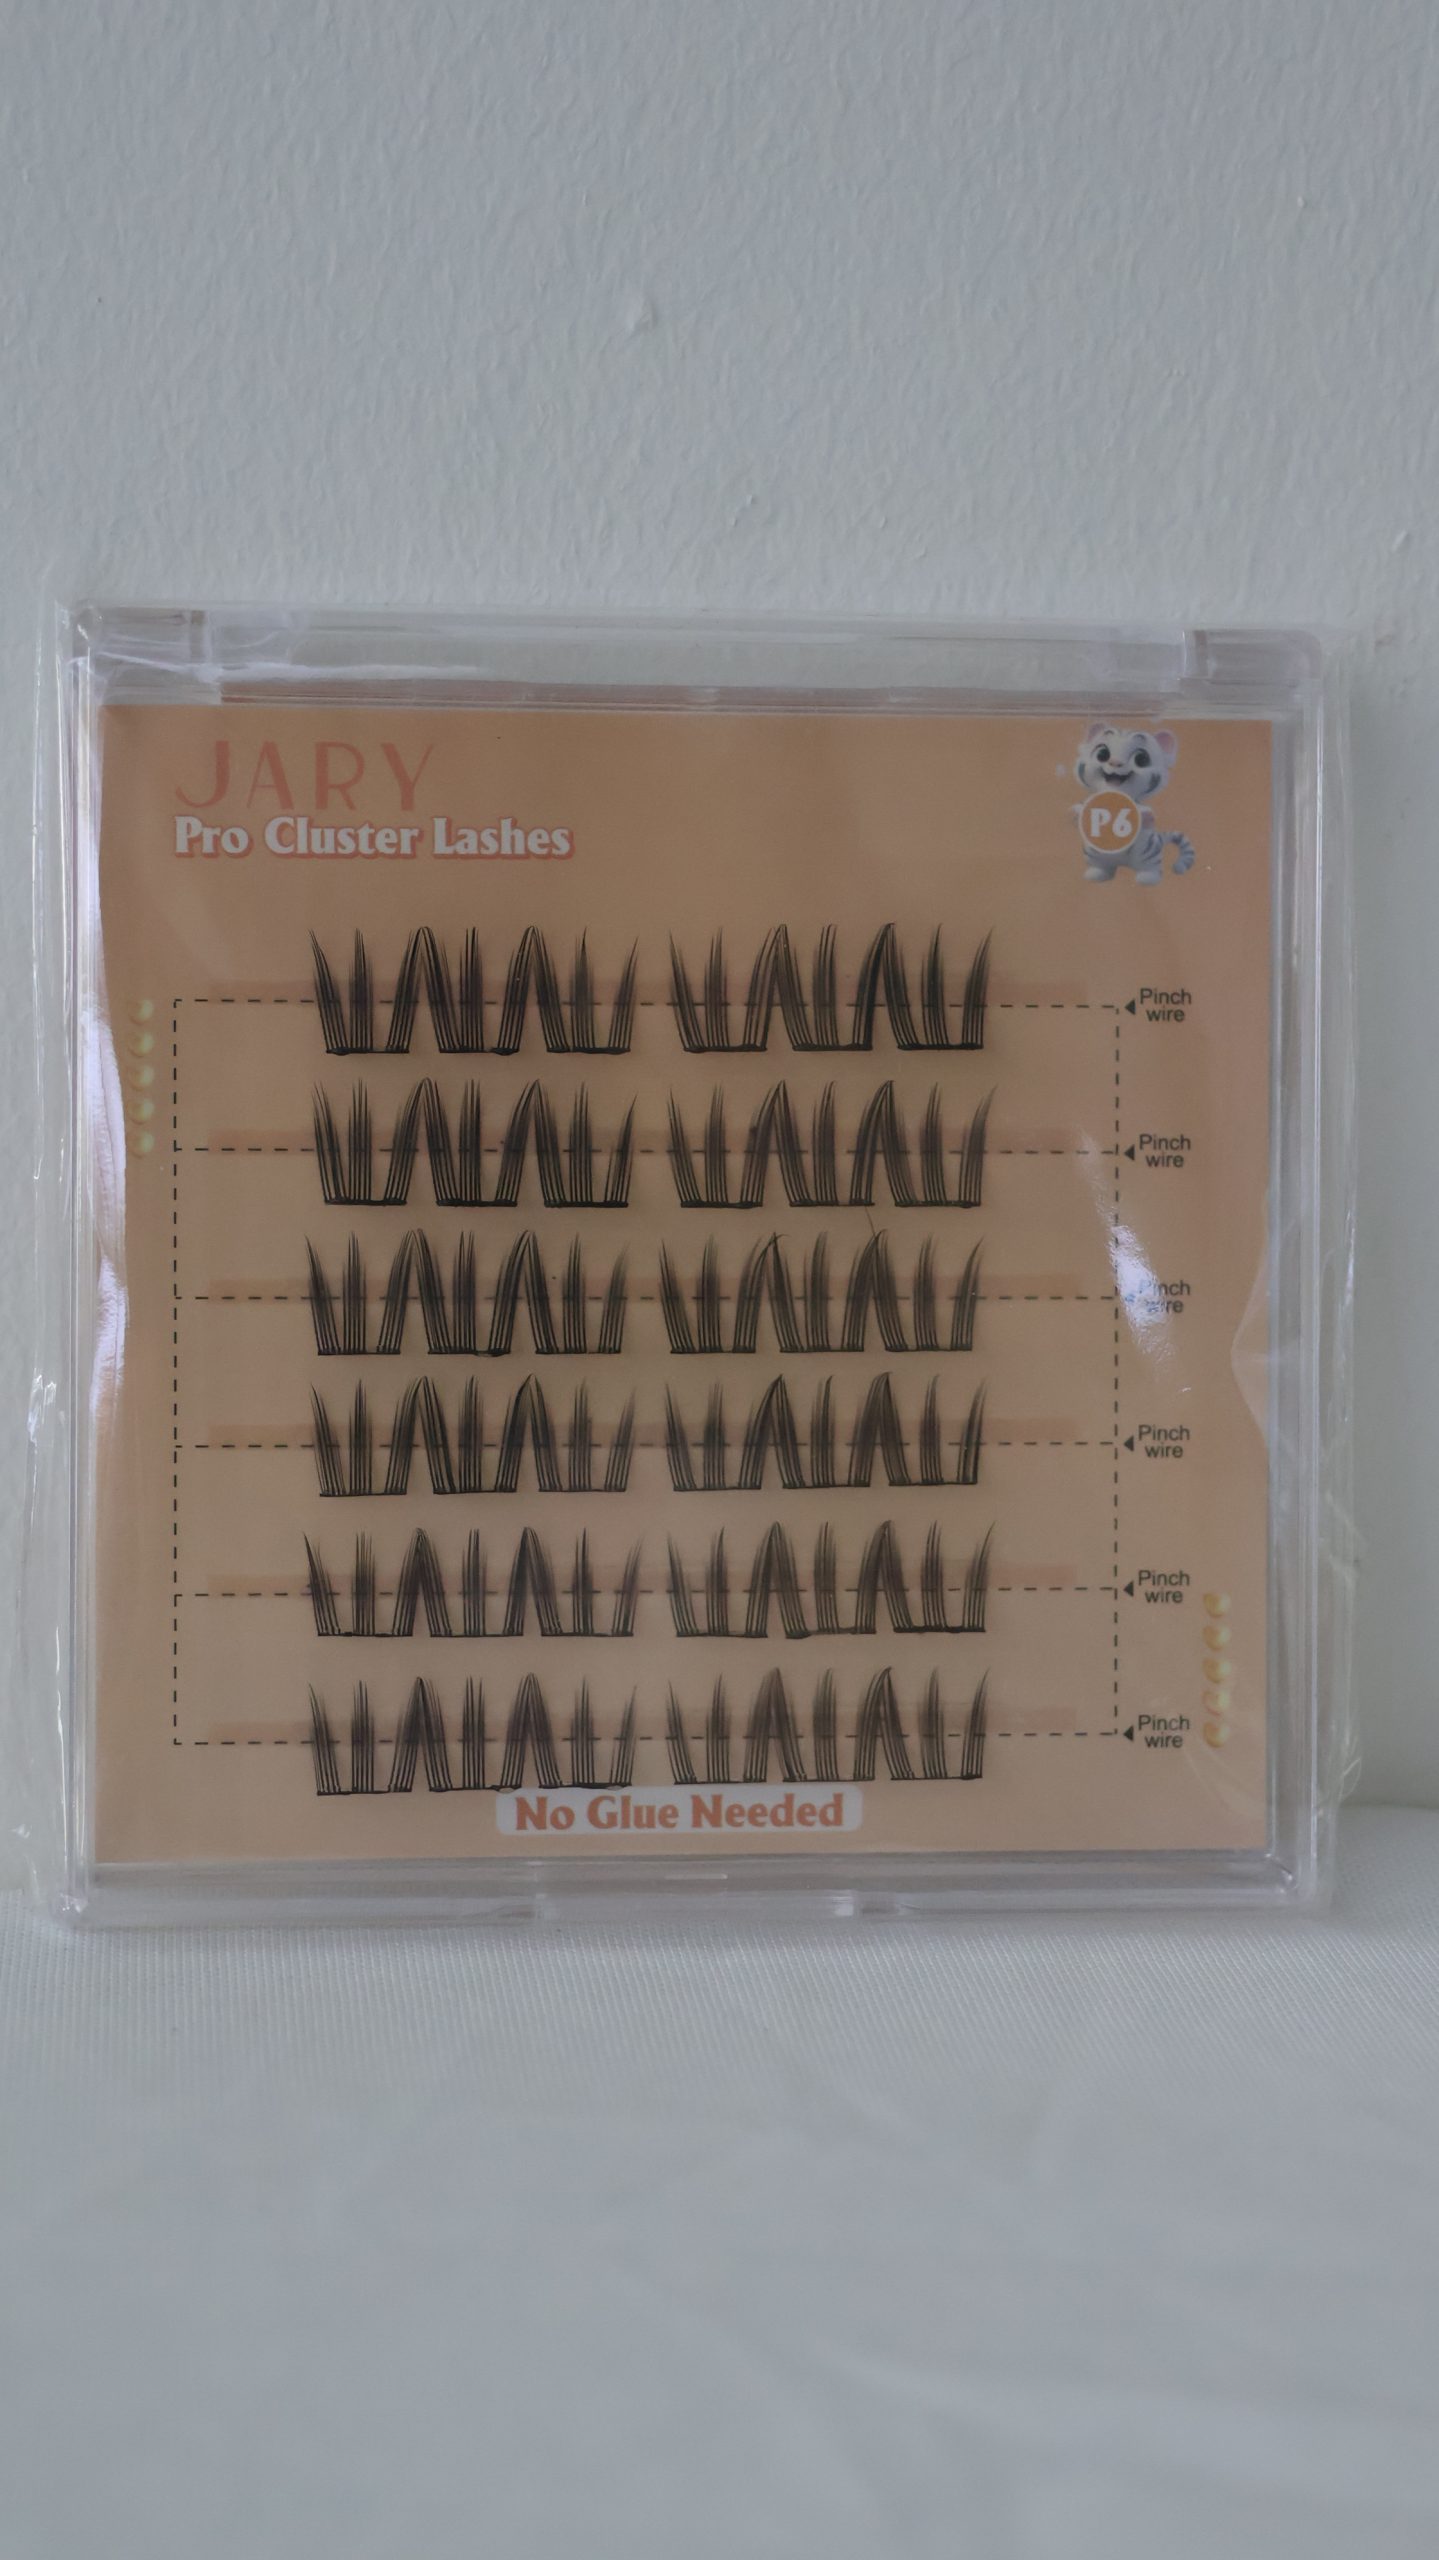 JARY
Pro Cluster Lashes
P6
Pinch
wire
Pinch
wire
Pinch
wire
Pinch
wire
Pinch
wire
Pinch
wire
No Glue Needed